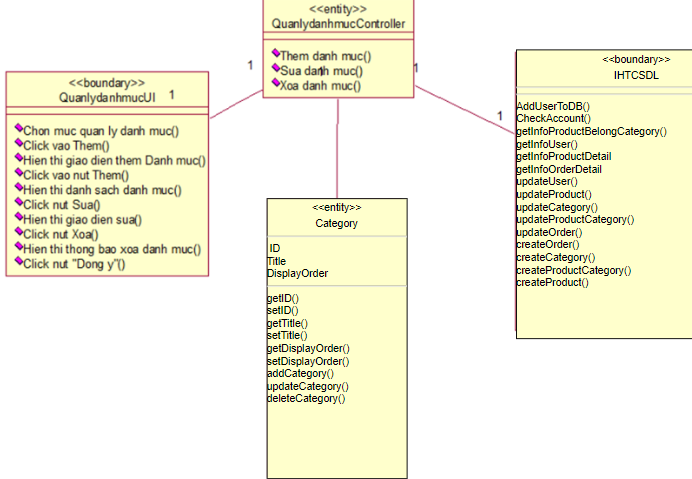 <<entity>>
QuanlydanhmucController
Them danh muc()
Sua danh muc()
Xoa danh muc()
1
1
1
1
1
<<boundary>>
QuanlydanhmucUI
Chon muc quan ly danh muc()
Click vao Them()
Hien thi giao dien them Danh muc()
Click vao nut Them()
Hien thi danh sach danh muc()
Click nut Sua()
Hien thi giao dien sua()
Click nut Xoa()
Hien thi thong bao xoa danh muc()
Click nut "Dong y"()
<<entity>>
Category
ID
Title
DisplayOrder
getID()
setID()
getTitle()
setTitle()
getDisplayOrder()
setDisplayOrder()
addCategory()
updateCategory()
deleteCategory()
<<boundary>>
IHTCSDL
AddUserToDB()
CheckAccount()
getInfoProductBelongCategory()
getInfoUser()
getInfoProductDetail
getInfoOrderDetail
updateUser()
updateProduct()
updateCategory()
updateProductCategory()
updateOrder()
createOrder()
createCategory()
createProductCategory()
createProduct()